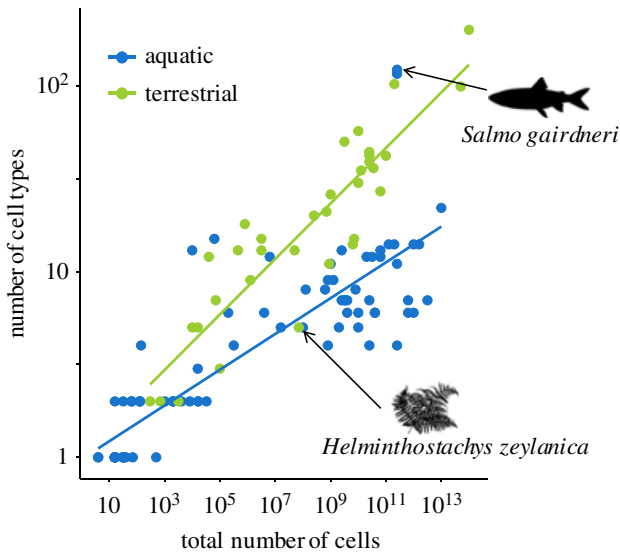 aquatic
terrestrial
Salmo gairdneri
Helminthostachys zeylanica
number of cell types
10²
10
1
10 10³ 10⁵ 10⁷ 10⁹ 10¹¹ 10¹³
total number of cells